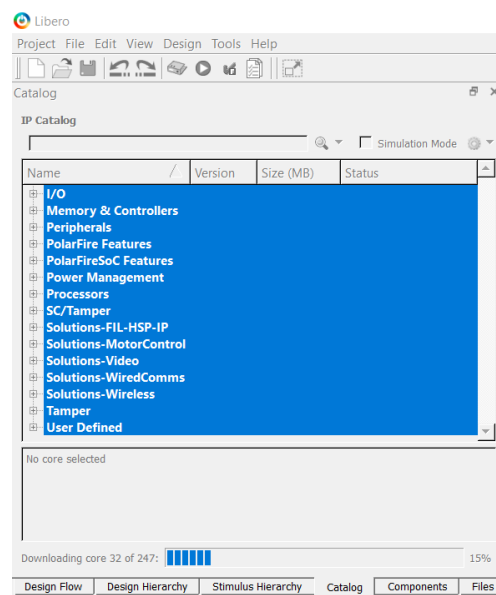 Libero
Project File Edit View Design Tools Help
Catalog
IP Catalog
Simulation Mode
Name Version Size (MB) Status
I/O
Memory & Controllers
Peripherals
PolarFire Features
PolarFireSoC Features
Power Management
Processors
SC/Tamper
Solutions-FIL-HSP-IP
Solutions-MotorControl
Solutions-Video
Solutions-WiredComms
Solutions-Wireless
Tamper
User Defined
No core selected
Downloading core 32 of 247: 15%
Design Flow Design Hierarchy Stimulus Hierarchy Catalog Components Files